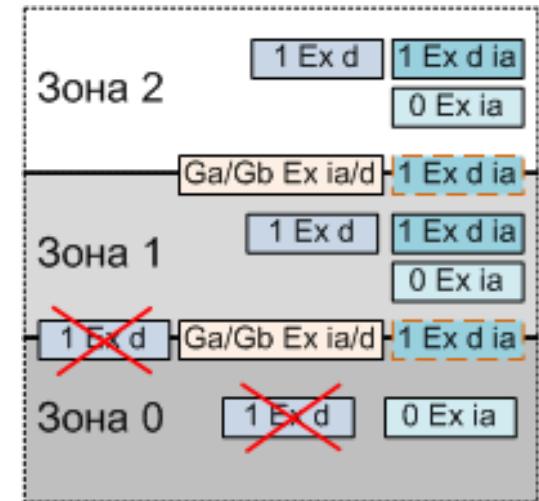 1 Ex d 1 Ex d ia
Зона 2
0 Ex ia
Ga/Gb Ex ia/d 1 Ex d ia
1 Ex d 1 Ex d ia
Зона 1
0 Ex ia
1 Ex d Ga/Gb Ex ia/d 1 Ex d ia
Зона 0 1 Ex d 0 Ex ia